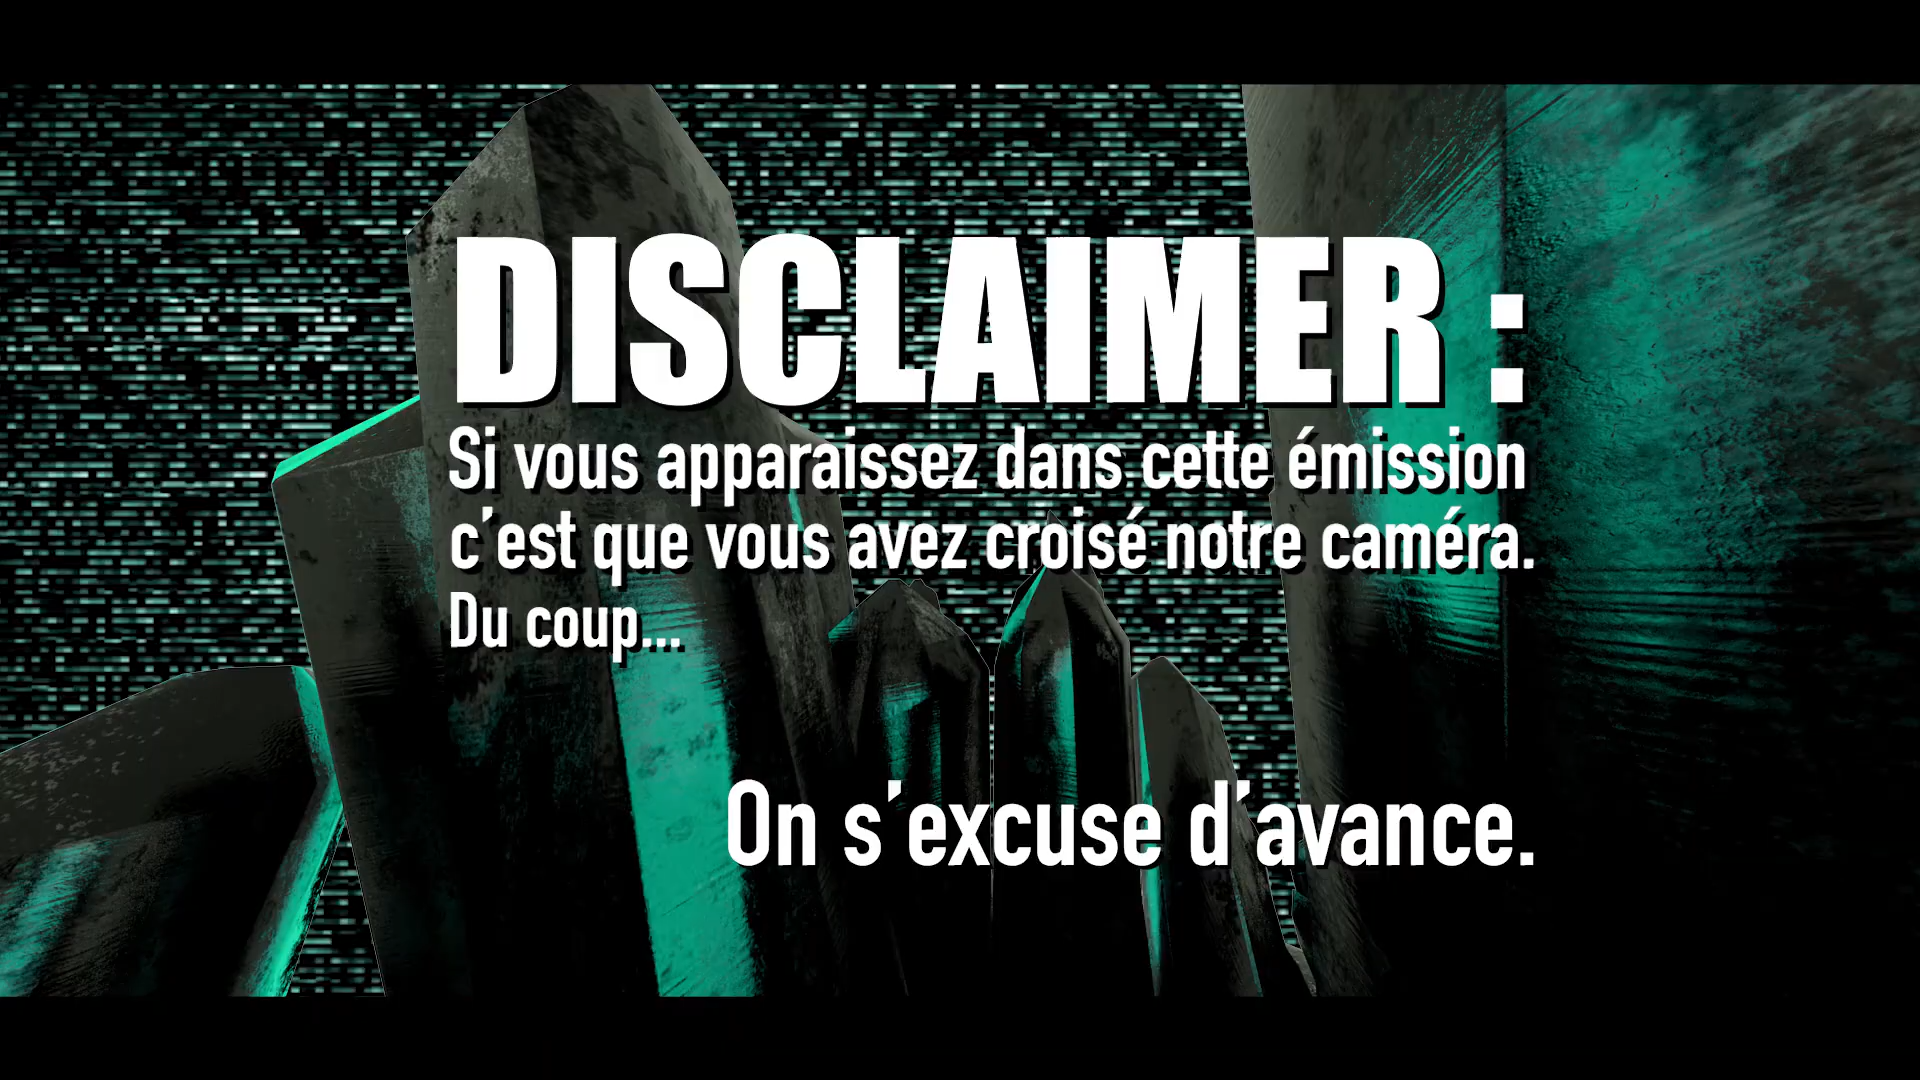 DISCLAIMER :
Si vous apparaissez dans cette émission
c'est que vous avez croisé notre caméra.
Du coup...
On s'excuse d'avance.